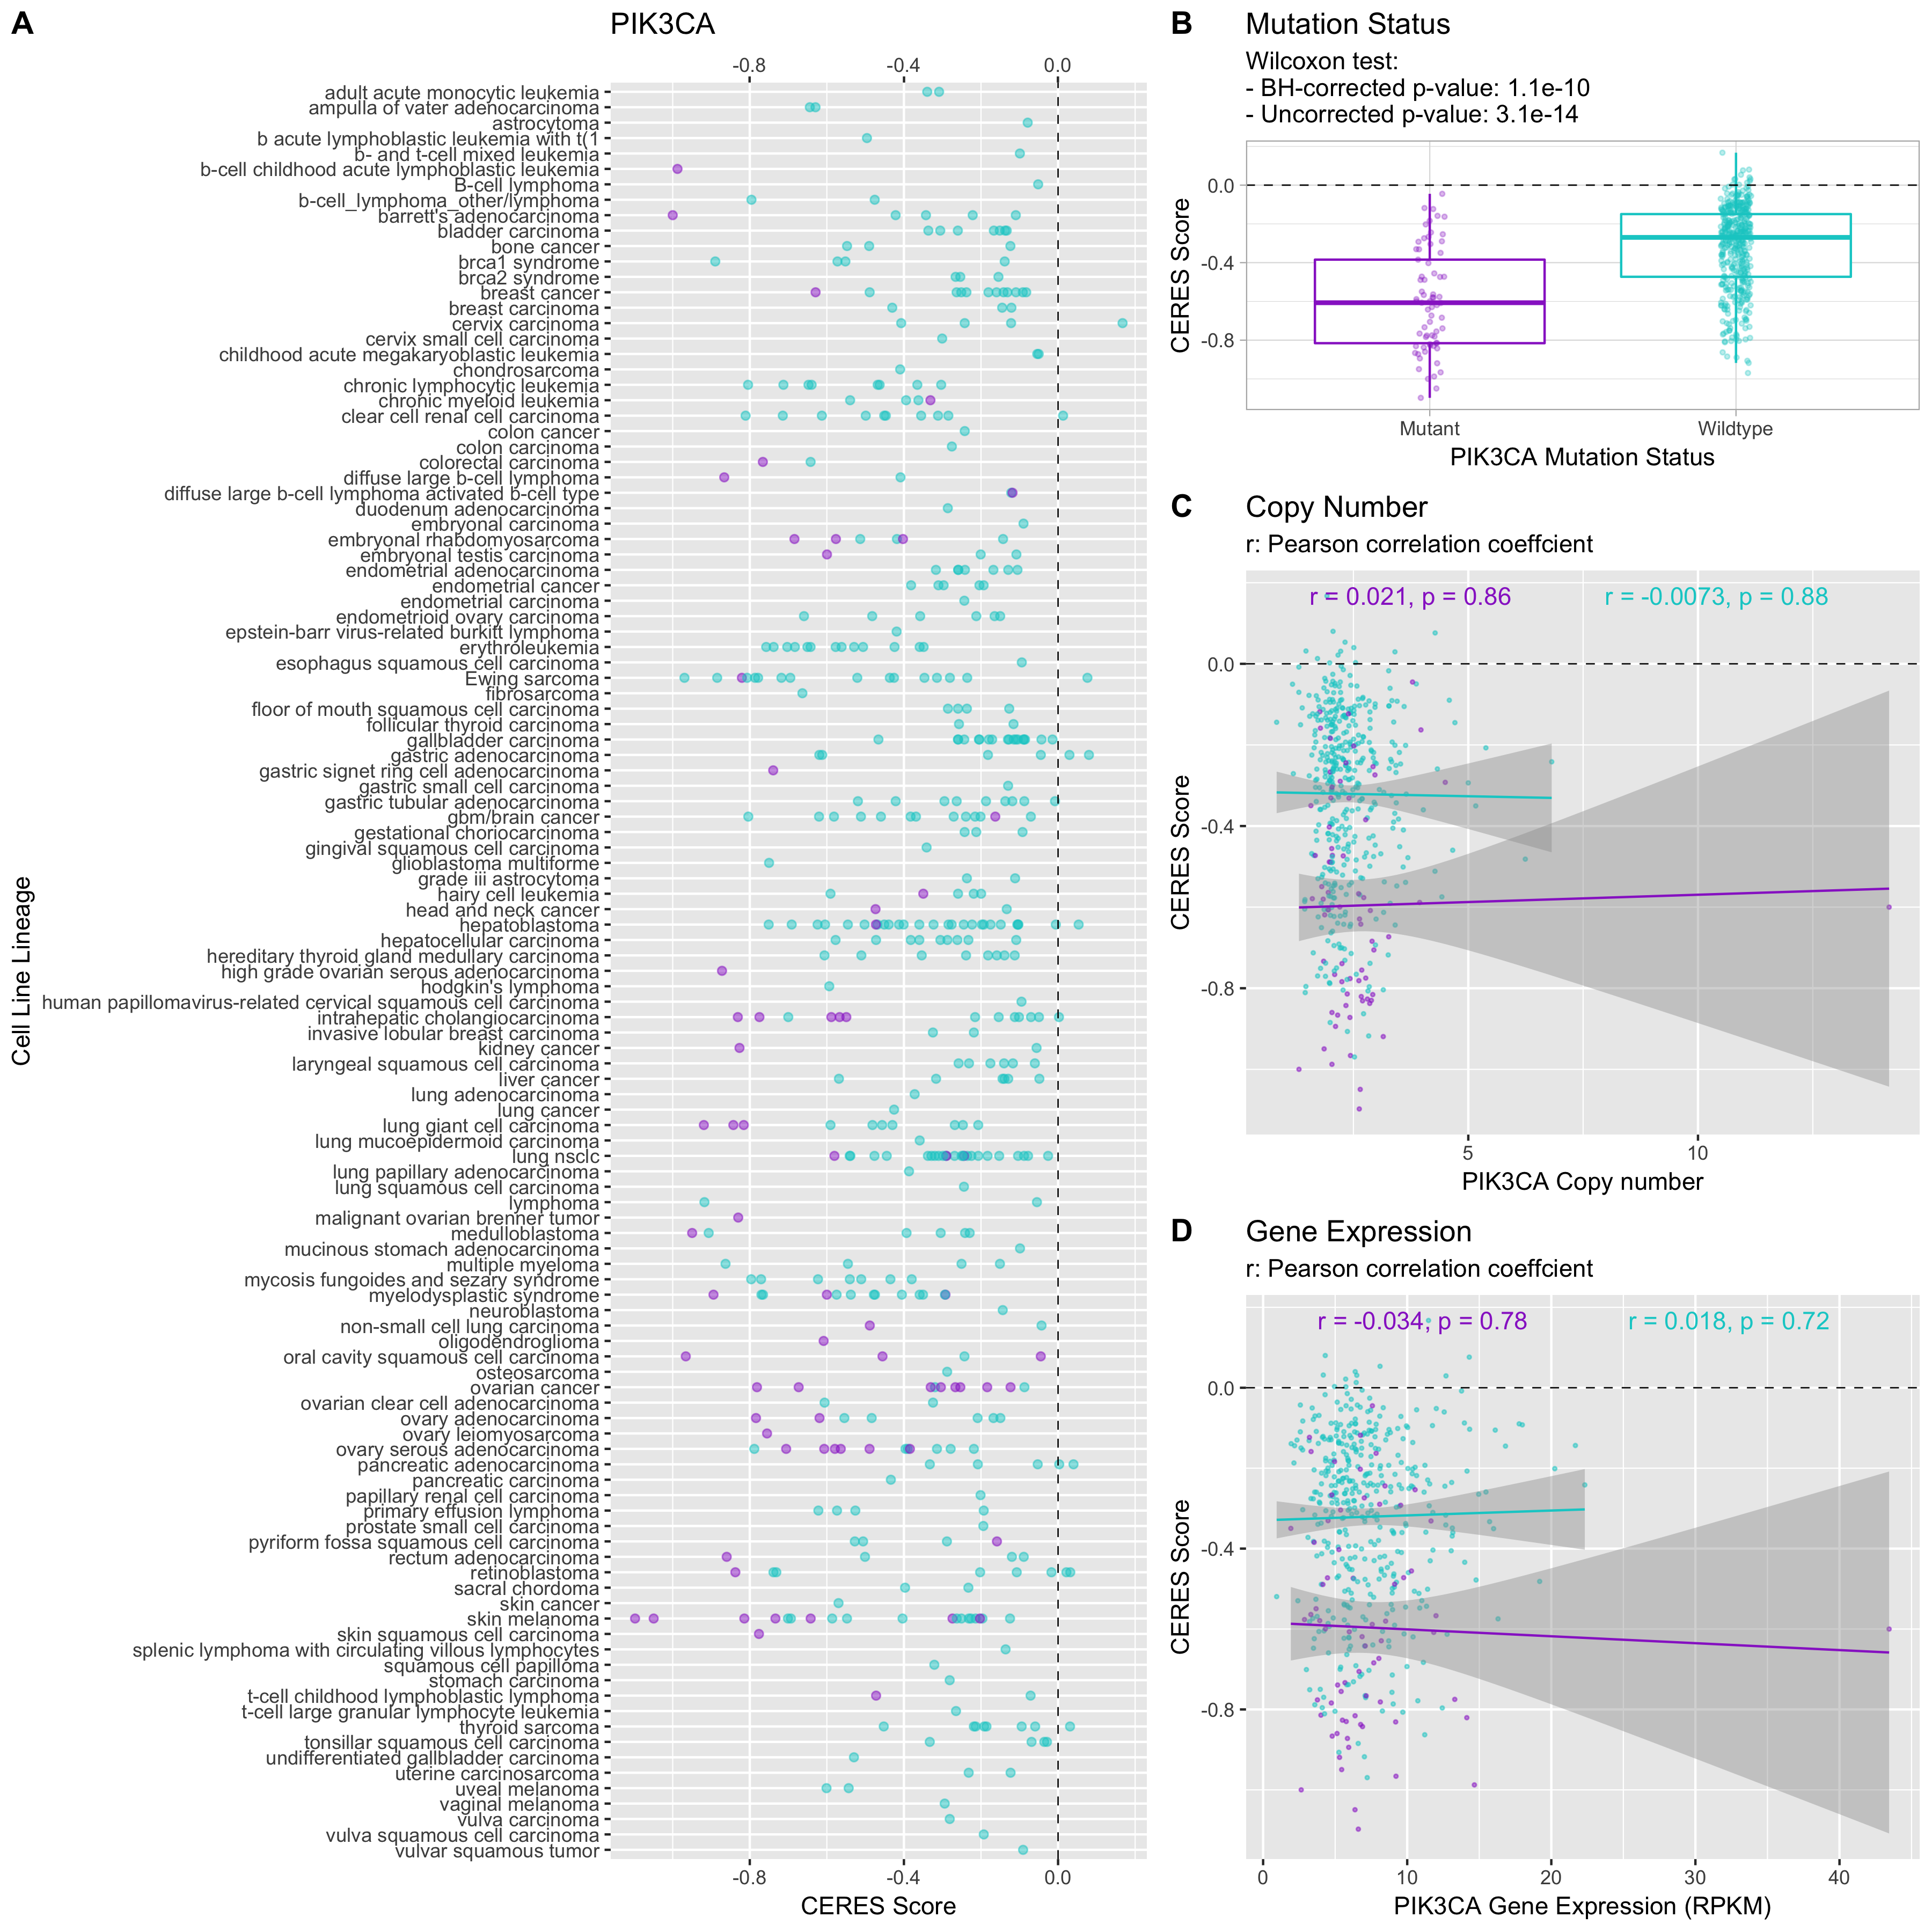 A
PIK3CA
-0.8
-0.4
0.0
adult acute monocytic leukemia
ampulla of vater adenocarcinoma
astrocytoma
b acute lymphoblastic leukemia with t(1
b- and t-cell mixed leukemia
b-cell childhood acute lymphoblastic leukemia
B-cell lymphoma
b-cell_lymphoma_other/lymphoma
barrett's adenocarcinoma
bladder carcinoma
bone cancer
brca1 syndrome
brca2 syndrome
breast cancer
breast carcinoma
cervix carcinoma
cervix small cell carcinoma
childhood acute megakaryoblastic leukemia
chondrosarcoma
chronic lymphocytic leukemia
chronic myeloid leukemia
clear cell renal cell carcinoma
colon cancer
colon carcinoma
colorectal carcinoma
diffuse large b-cell lymphoma
diffuse large b-cell lymphoma activated b-cell type
duodenum adenocarcinoma
embryonal carcinoma
embryonal rhabdomyosarcoma
embryonal testis carcinoma
endometrial adenocarcinoma
endometrial cancer
endometrial carcinoma
endometrioid ovary carcinoma
epstein-barr virus-related burkitt lymphoma
erythroleukemia
esophagus squamous cell carcinoma
Ewing sarcoma
fibrosarcoma
floor of mouth squamous cell carcinoma
follicular thyroid carcinoma
gallbladder carcinoma
gastric adenocarcinoma
gastric signet ring cell adenocarcinoma
gastric small cell carcinoma
gastric tubular adenocarcinoma
gbm/brain cancer
gestational choriocarcinoma
gingival squamous cell carcinoma
glioblastoma multiforme
grade iii astrocytoma
hairy cell leukemia
head and neck cancer
hepatoblastoma
hepatocellular carcinoma
hereditary thyroid gland medullary carcinoma
high grade ovarian serous adenocarcinoma
hodgkin's lymphoma
human papillomavirus-related cervical squamous cell carcinoma
intrahepatic cholangiocarcinoma
invasive lobular breast carcinoma
kidney cancer
laryngeal squamous cell carcinoma
liver cancer
lung adenocarcinoma
lung cancer
lung giant cell carcinoma
lung mucoepidermoid carcinoma
lung nsclc
lung papillary adenocarcinoma
lung squamous cell carcinoma
lymphoma
malignant ovarian brenner tumor
medulloblastoma
mucinous stomach adenocarcinoma
multiple myeloma
mycosis fungoides and sezary syndrome
myelodysplastic syndrome
neuroblastoma
non-small cell lung carcinoma
oligodendroglioma
oral cavity squamous cell carcinoma
osteosarcoma
ovarian cancer
ovarian clear cell adenocarcinoma
ovary adenocarcinoma
ovary leiomyosarcoma
ovary serous adenocarcinoma
pancreatic adenocarcinoma
pancreatic carcinoma
papillary renal cell carcinoma
primary effusion lymphoma
prostate small cell carcinoma
pyriform fossa squamous cell carcinoma
rectum adenocarcinoma
retinoblastoma
sacral chordoma
skin cancer
skin melanoma
skin squamous cell carcinoma
splenic lymphoma with circulating villous lymphocytes
squamous cell papilloma
stomach carcinoma
t-cell childhood lymphoblastic lymphoma
t-cell large granular lymphocyte leukemia
thyroid sarcoma
tonsillar squamous cell carcinoma
undifferentiated gallbladder carcinoma
uterine carcinosarcoma
uveal melanoma
vaginal melanoma
vulva carcinoma
vulva squamous cell carcinoma
vulvar squamous tumor
Cell Line Lineage
-0.8
-0.4
0.0
CERES Score
B
Mutation Status
Wilcoxon test:
- BH-corrected p-value: 1.1e-10
- Uncorrected p-value: 3.1e-14
0.0
-0.4
-0.8
CERES Score
Mutant
Wildtype
PIK3CA Mutation Status
C
Copy Number
r: Pearson correlation coeffcient
r = 0.021, p = 0.86
r = -0.0073, p = 0.88
0.0
-0.4
-0.8
CERES Score
5
10
PIK3CA Copy number
D
Gene Expression
r: Pearson correlation coeffcient
r = -0.034, p = 0.78
r = 0.018, p = 0.72
0.0
-0.4
-0.8
CERES Score
0
10
20
30
40
PIK3CA Gene Expression (RPKM)